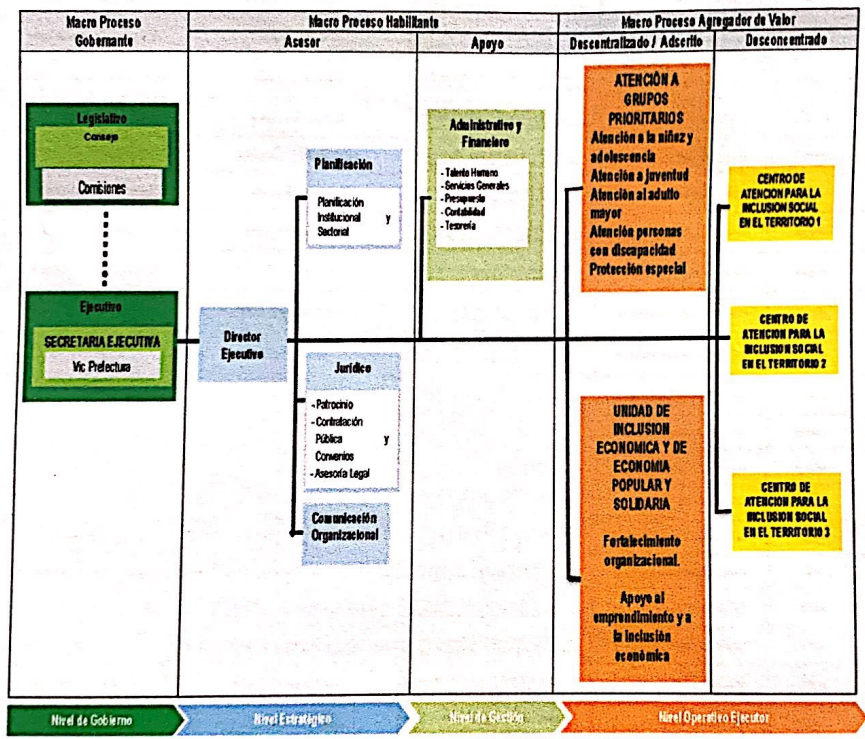 Macro Proceso
Gobernante
Macro Proceso Habilitante
Asesor
Apoyo
Macro Proceso Agregador de Valor
Descentralizado / Adscrito
Desconcentrado
Legislativo
Consejo
Comisiones
Ejecutivo
SECRETARIA EJECUTIVA
Vic Prefectura
Director
Ejecutivo
Planificación
Planificación
Institucional y
Sectorial
Jurídico
- Patrocinio
- Contratación
Pública y
Convenios
- Asesoría Legal
Comunicación
Organizacional
Administrativo y
Financiero
- Talento Humano
- Servicios Generales
- Presupuesto
- Contabilidad
- Tesorería
ATENCIÓN A
GRUPOS
PRIORITARIOS
Atención a la niñez y
adolescencia
Atención a juventud
Atención al adulto
mayor
Atención personas
con discapacidad
Protección especial
UNIDAD DE
INCLUSION
ECONOMICA Y DE
ECONOMIA
POPULAR Y
SOLIDARIA
Fortalecimiento
organizacional.
Apoyo al
emprendimiento y a
la inclusión
económica
CENTRO DE
ATENCION PARA LA
INCLUSION SOCIAL
EN EL TERRITORIO 1
CENTRO DE
ATENCION PARA LA
INCLUSION SOCIAL
EN EL TERRITORIO 2
CENTRO DE
ATENCION PARA LA
INCLUSION SOCIAL
EN EL TERRITORIO 3
Nivel de Gobierno
Nivel Estratégico
Nivel de Gestión
Nivel Operativo Ejecutor